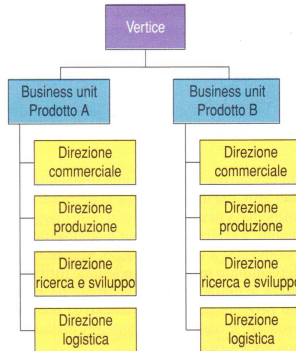 Vertice
Business unit
Prodotto A
Business unit
Prodotto B
Direzione
commerciale
Direzione
produzione
Direzione
ricerca e sviluppo
Direzione
logistica
Direzione
commerciale
Direzione
produzione
Direzione
ricerca e sviluppo
Direzione
logistica